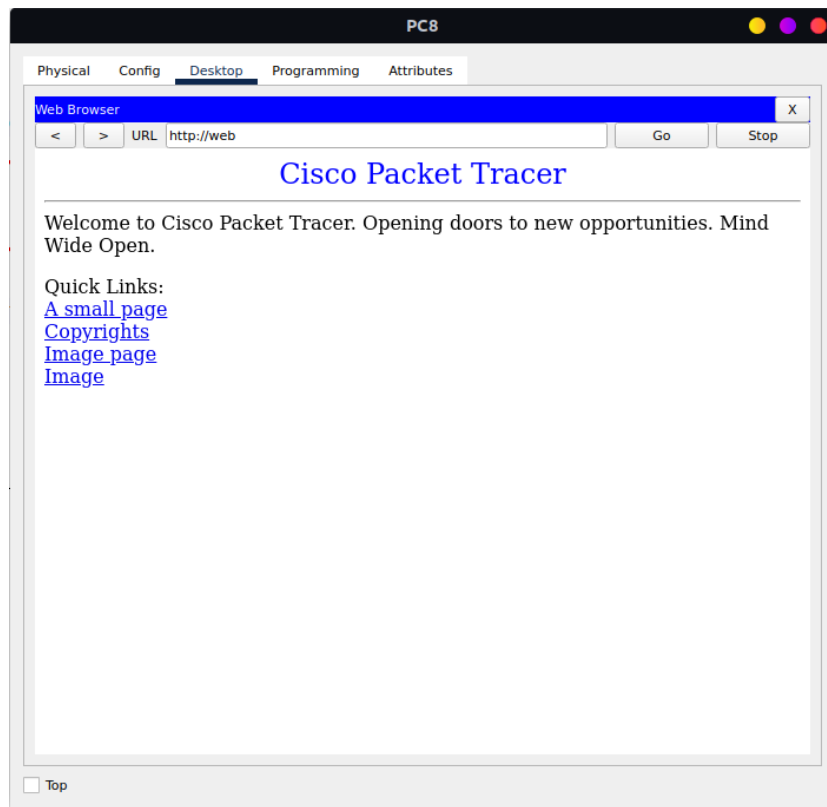 PC8
Physical Config Desktop Programming Attributes
Web Browser X
< > URL http://web Go Stop
Cisco Packet Tracer
Welcome to Cisco Packet Tracer. Opening doors to new opportunities. Mind
Wide Open.
Quick Links:
A small page
Copyrights
Image page
Image
Top